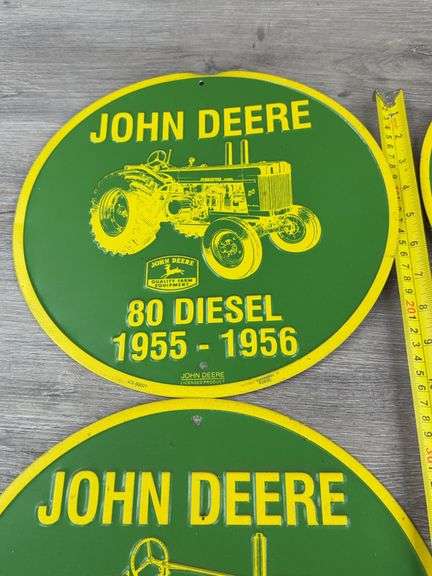 JOHN DEERE
JOHN DEERE
QUALITY FARM
EQUIPMENT
80 DIESEL
1955 - 1956
JOHN DEERE
LICENSED PRODUCT
JOHN DEERE